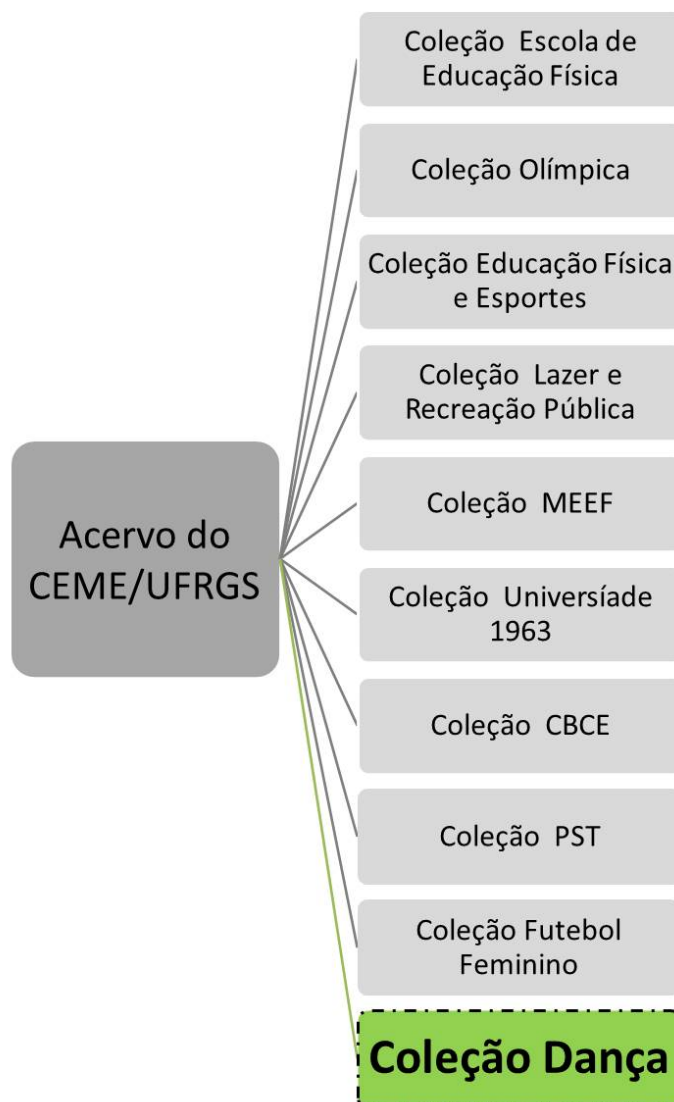 Coleção Escola de
Educação Física
Coleção Olímpica
Coleção Educação Física
e Esportes
Coleção Lazer e
Recreação Pública
Acervo do
CEME/UFRGS
Coleção MEEF
Coleção Universíade
1963
Coleção CBCE
Coleção PST
Coleção Futebol
Feminino
Coleção Dança